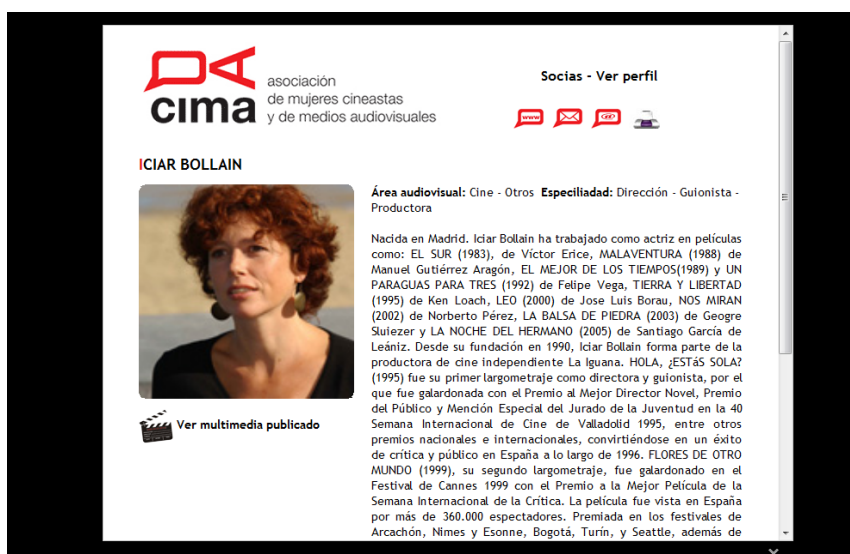 cima
asociación
de mujeres cineastas
y de medios audiovisuales
Socias - Ver perfil
www
@
ICIAR BOLLAIN
Área audiovisual: Cine - Otros Especiliadad: Dirección - Guionista -
Productora
Nacida en Madrid. Iciar Bollain ha trabajado como actriz en películas
como: EL SUR (1983), de Víctor Erice, MALAVENTURA (1988) de
Manuel Gutiérrez Aragón, EL MEJOR DE LOS TIEMPOS(1989) y UN
PARAGUAS PARA TRES (1992) de Felipe Vega, TIERRA Y LIBERTAD
(1995) de Ken Loach, LEO (2000) de Jose Luis Borau, NOS MIRAN
(2002) de Norberto Pérez, LA BALSA DE PIEDRA (2003) de Geogre
Sluiezer y LA NOCHE DEL HERMANO (2005) de Santiago García de
Leániz. Desde su fundación en 1990, Iciar Bollain forma parte de la
productora de cine independiente La Iguana. HOLA, ¿ESTáS SOLA?
(1995) fue su primer largometraje como directora y guionista, por el
que fue galardonada con el Premio al Mejor Director Novel, Premio
del Público y Mención Especial del Jurado de la Juventud en la 40
Semana Internacional de Cine de Valladolid 1995, entre otros
premios nacionales e internacionales, convirtiéndose en un éxito
de crítica y público en España a lo largo de 1996. FLORES DE OTRO
MUNDO (1999), su segundo largometraje, fue galardonado en el
Festival de Cannes 1999 con el Premio a la Mejor Película de la
Semana Internacional de la Crítica. La película fue vista en España
por más de 360.000 espectadores. Premiada en los festivales de
Arcachón, Nimes y Esonne, Bogotá, Turín, y Seattle, además de
Ver multimedia publicado